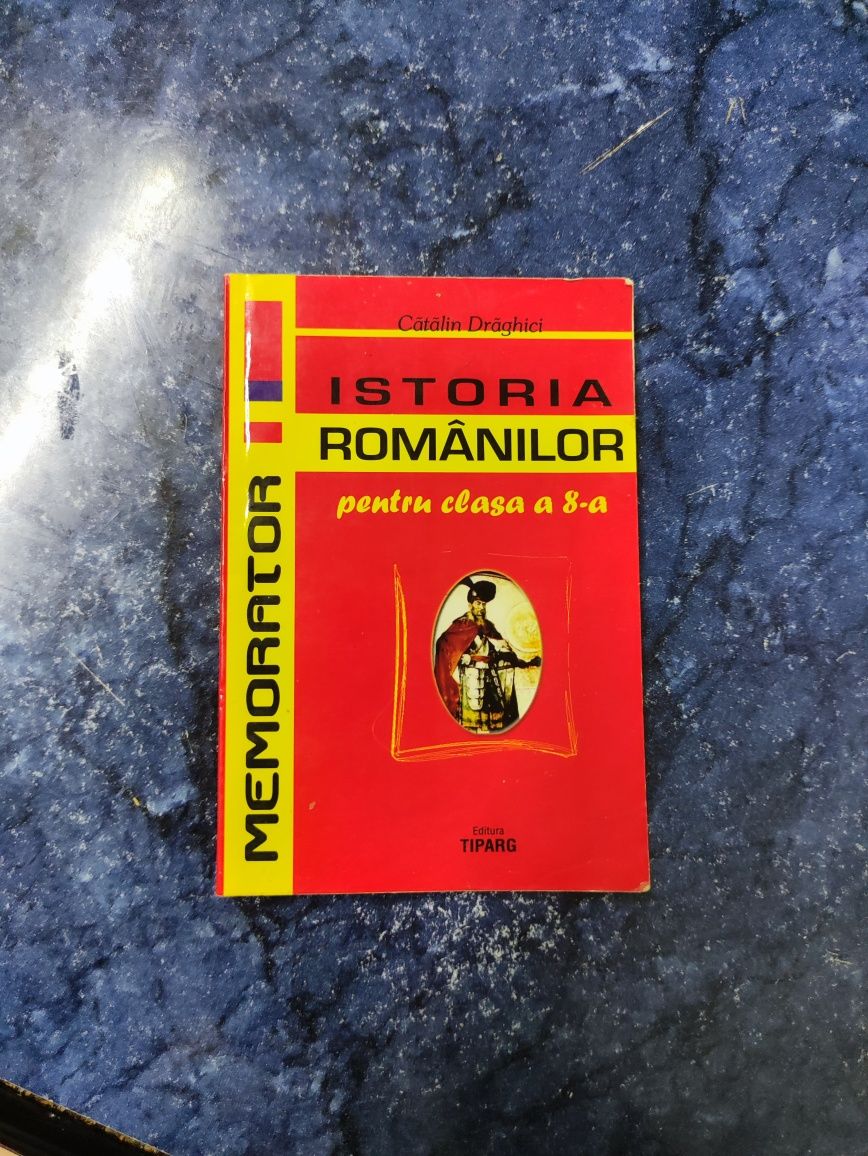 Cătălin Drăghici
ISTORIA
ROMÂNILOR
pentru clasa a 8-a
MEMORATOR
Editura
TIPARG